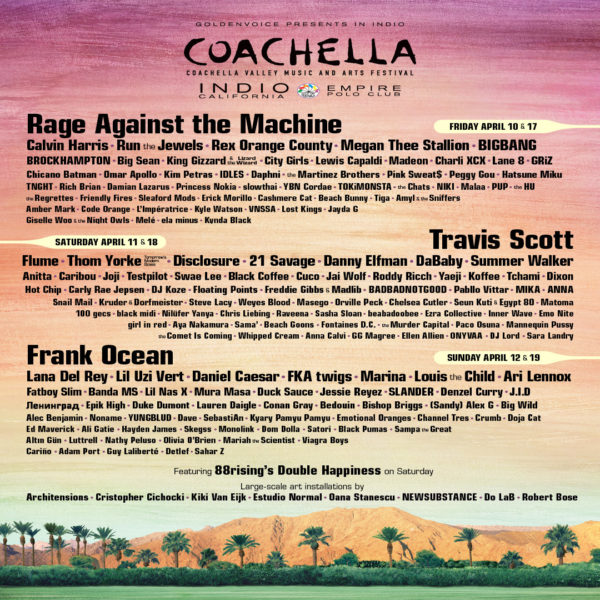 GOLDENVOICE PRESENTS IN INDIO
COACHELLA
COACHELLA VALLEY MUSIC AND ARTS FESTIVAL
INDIO CALIFORNIA EMPIRE POLO CLUB
Rage Against the Machine
FRIDAY APRIL 10 & 17
Calvin Harris · Run the Jewels · Rex Orange County · Megan Thee Stallion · BIGBANG
BROCKHAMPTON · Big Sean · King Gizzard & the Lizard Wizard · City Girls · Lewis Capaldi · Madeon · Charli XCX · Lane 8 · GRiZ
Chicano Batman · Omar Apollo · Kim Petras · IDLES · Daphni · the Martinez Brothers · Pink Sweat$ · Peggy Gou · Hatsune Miku
TNGHT · Rich Brian · Damian Lazarus · Princess Nokia · slowthai · YBN Cordae · TOKiMONSTA · the Chats · NIKI · Malaa · PUP · the HU
the Regrettes · Friendly Fires · Sleaford Mods · Erick Morillo · Cashmere Cat · Beach Bunny · Tiga · Amyl & the Sniffers
Amber Mark · Code Orange · L'Impératrice · Kyle Watson · VNSSA · Lost Kings · Jayda G
Giselle Woo & the Night Owls · Melé · ela minus · Kynda Black
SATURDAY APRIL 11 & 18
Travis Scott
Flume · Thom Yorke Tomorrow's Modern Boxes · Disclosure · 21 Savage · Danny Elfman · DaBaby · Summer Walker
Anitta · Caribou · Joji · Testpilot · Swae Lee · Black Coffee · Cuco · Jai Wolf · Roddy Ricch · Yaeji · Koffee · Tchami · Dixon
Hot Chip · Carly Rae Jepsen · DJ Koze · Floating Points · Freddie Gibbs & Madlib · BADBADNOTGOOD · Pabllo Vittar · MIKA · ANNA
Snail Mail · Kruder & Dorfmeister · Steve Lacy · Weyes Blood · Masego · Orville Peck · Chelsea Cutler · Seun Kuti & Egypt 80 · Matoma
100 gecs · black midi · Nilüfer Yanya · Chris Liebing · Raveena · Sasha Sloan · beabadoobee · Ezra Collective · Inner Wave · Emo Nite
girl in red · Aya Nakamura · Sama' · Beach Goons · Fontaines D.C. · the Murder Capital · Paco Osuna · Mannequin Pussy
the Comet Is Coming · Whipped Cream · Anna Calvi · GG Magree · Ellen Allien · ONYVAA · DJ Lord · Sara Landry
Frank Ocean
SUNDAY APRIL 12 & 19
Lana Del Rey · Lil Uzi Vert · Daniel Caesar · FKA twigs · Marina · Louis the Child · Ari Lennox
Fatboy Slim · Banda MS · Lil Nas X · Mura Masa · Duck Sauce · Jessie Reyez · SLANDER · Denzel Curry · J.I.D
Ленинград · Epik High · Duke Dumont · Lauren Daigle · Conan Gray · Bedouin · Bishop Briggs · (Sandy) Alex G · Big Wild
Alec Benjamin · Noname · YUNGBLUD · Dave · SebastiAn · Kyary Pamyu Pamyu · Emotional Oranges · Channel Tres · Crumb · Doja Cat
Ed Maverick · Ali Gatie · Hayden James · Skegss · Monolink · Dom Dolla · Satori · Black Pumas · Sampa the Great
Altın Gün · Luttrell · Nathy Peluso · Olivia O'Brien · Mariah the Scientist · Viagra Boys
Cariño · Adam Port · Guy Laliberté · Detlef · Sahar Z
Featuring 88rising's Double Happiness on Saturday
Large-scale art installations by
Architensions · Cristopher Cichocki · Kiki Van Eijk · Estudio Normal · Oana Stanescu · NEWSUBSTANCE · Do LaB · Robert Bose